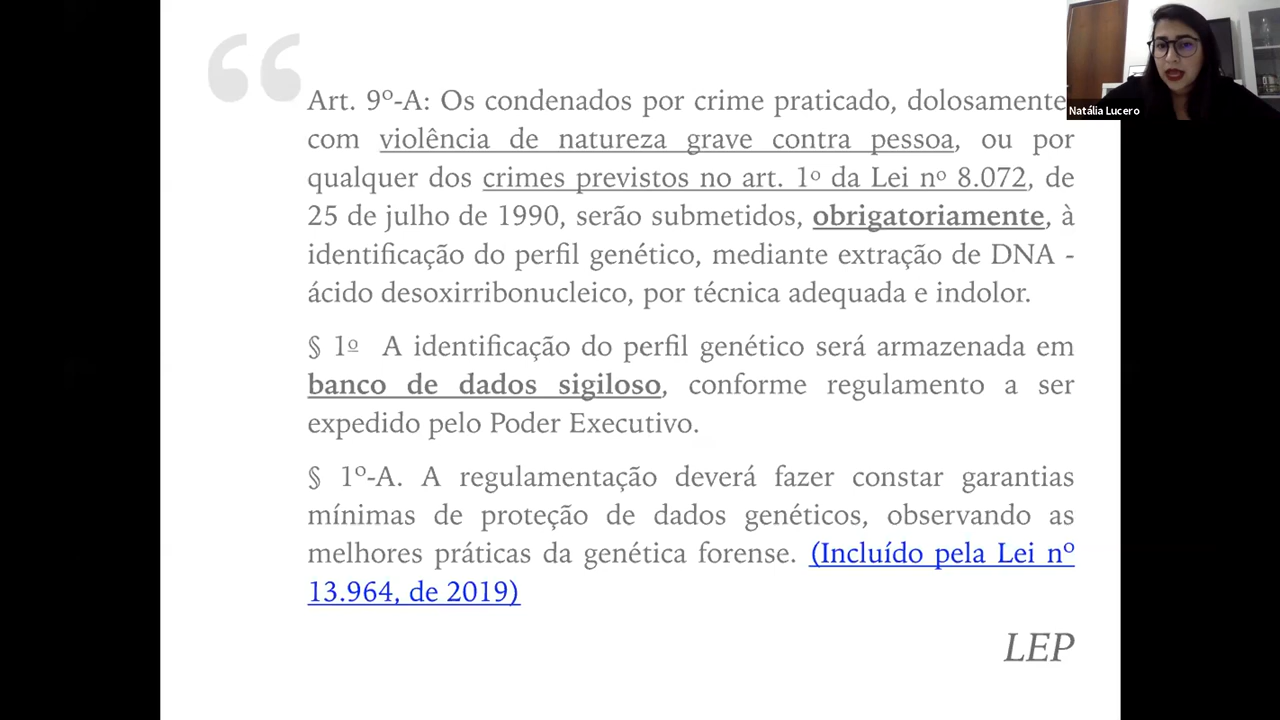 Art. 9º-A: Os condenados por crime praticado, dolosamente,
com violência de natureza grave contra pessoa, ou por
qualquer dos crimes previstos no art. 1º da Lei nº 8.072, de
25 de julho de 1990, serão submetidos, obrigatoriamente, à
identificação do perfil genético, mediante extração de DNA -
ácido desoxirribonucleico, por técnica adequada e indolor.
§ 1º A identificação do perfil genético será armazenada em
banco de dados sigiloso, conforme regulamento a ser
expedido pelo Poder Executivo.
§ 1º-A. A regulamentação deverá fazer constar garantias
mínimas de proteção de dados genéticos, observando as
melhores práticas da genética forense. (Incluído pela Lei nº
13.964, de 2019)
LEP
Natália Lucero